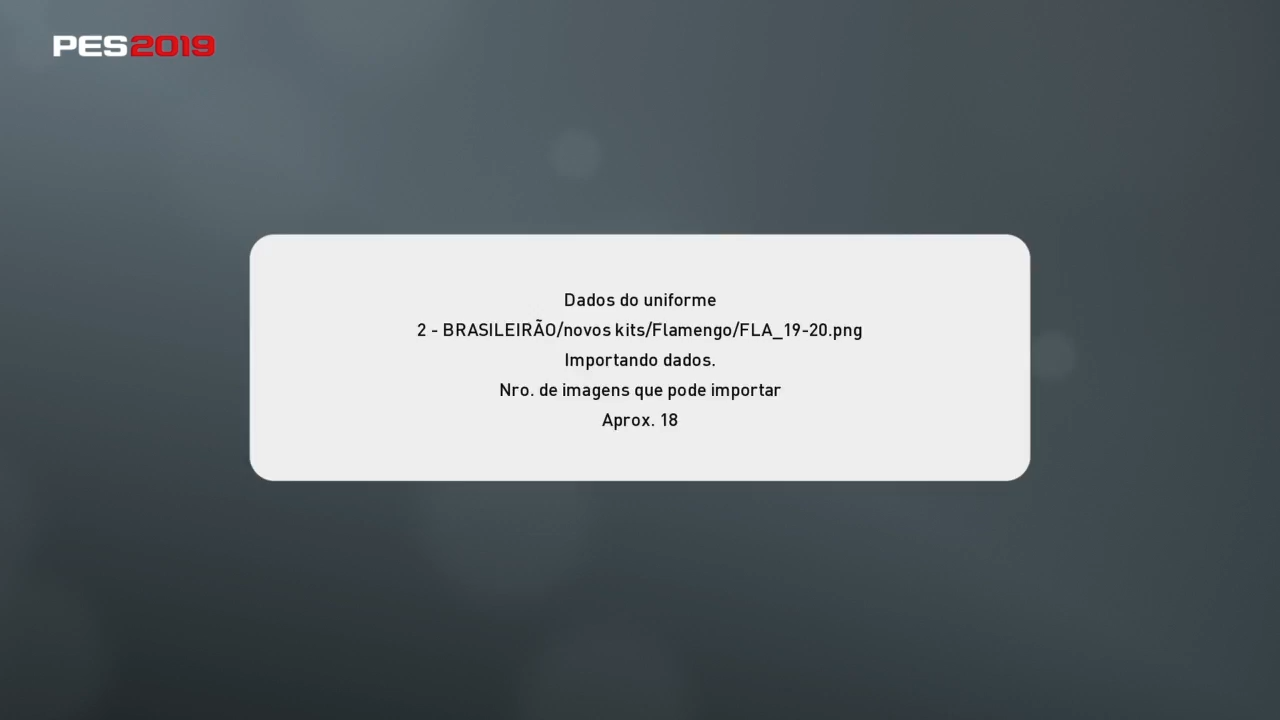 PES2019
Dados do uniforme
2 - BRASILEIRÃO/novos kits/Flamengo/FLA_19-20.png
Importando dados.
Nro. de imagens que pode importar
Aprox. 18